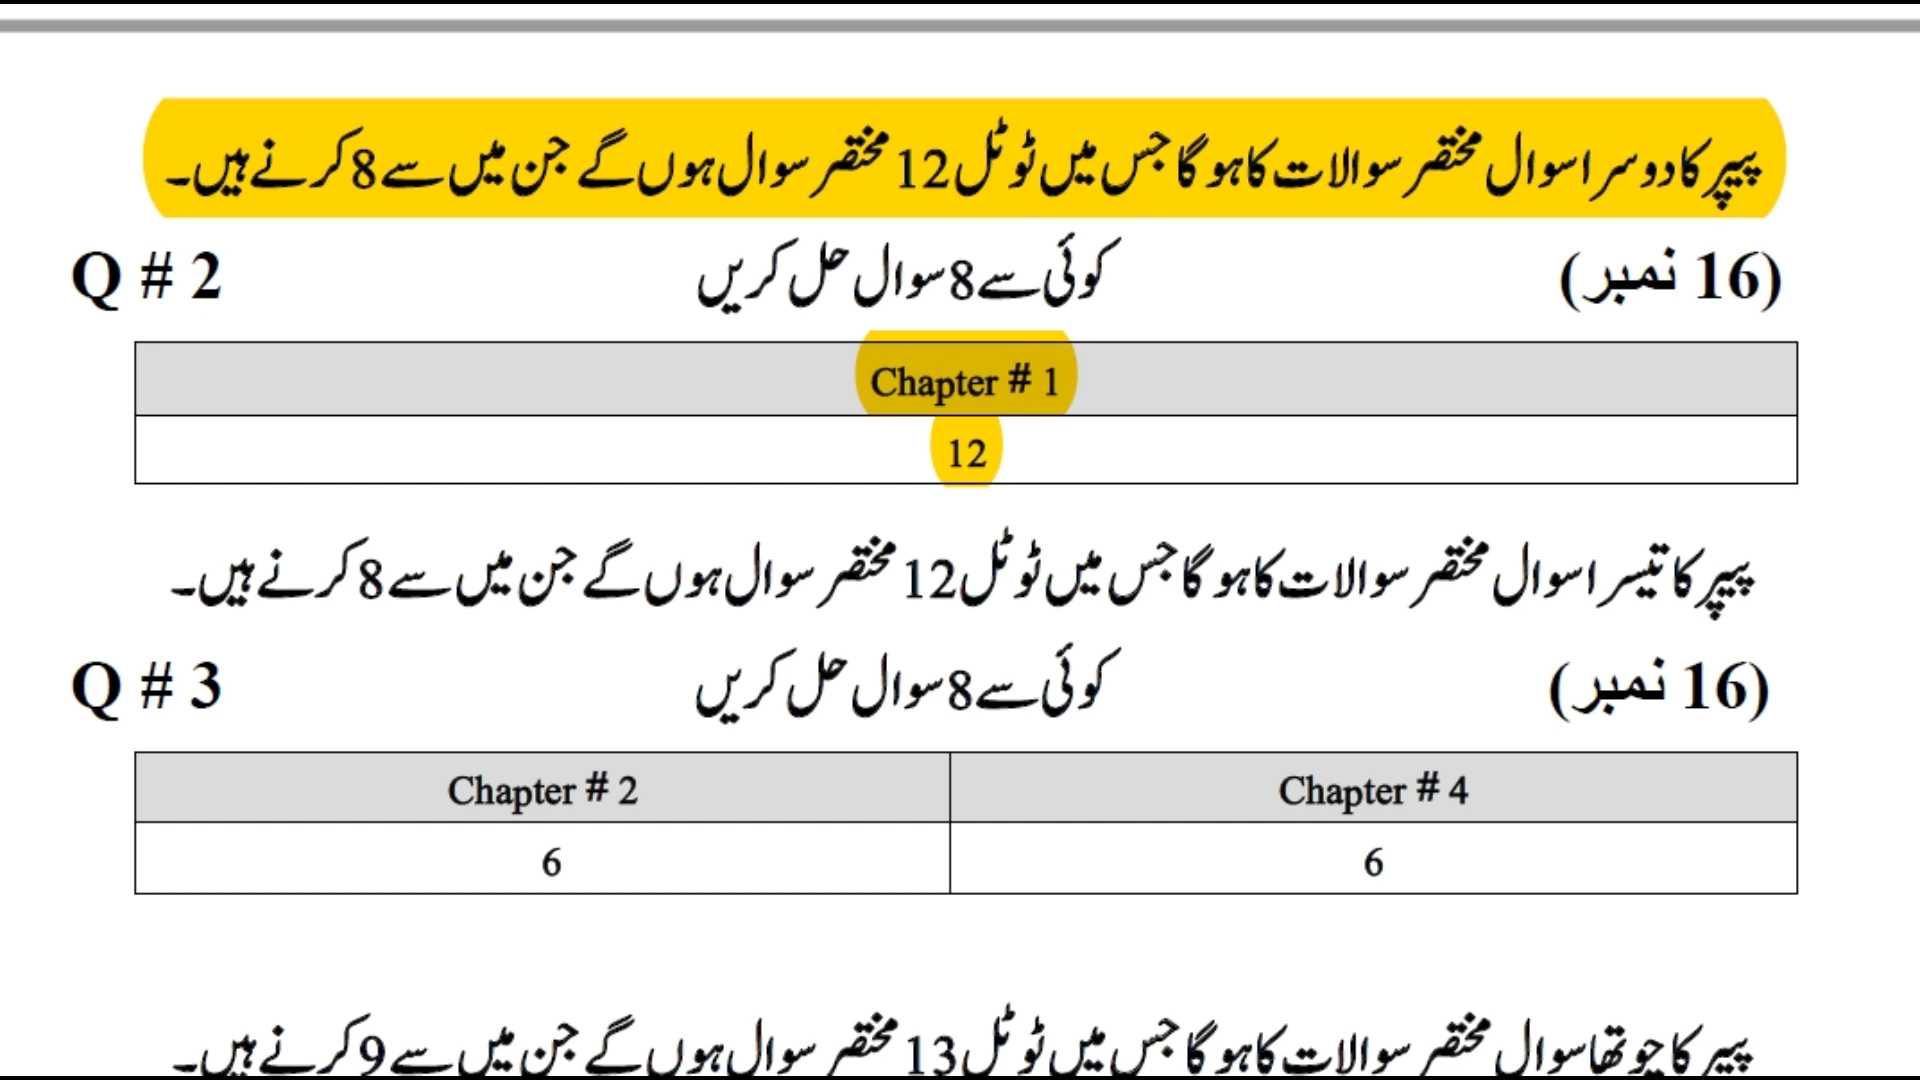 پیپر کا دوسرا سوال مختصر سوالات کا ہو گا جس میں ٹوٹل 12 مختصر سوال ہوں گے جن میں سے 8 کرنے ہیں۔
Q # 2 کوئی سے 8 سوال حل کریں (16 نمبر)
Chapter # 1
12
پیپر کا تیسرا سوال مختصر سوالات کا ہو گا جس میں ٹوٹل 12 مختصر سوال ہوں گے جن میں سے 8 کرنے ہیں۔
Q # 3 کوئی سے 8 سوال حل کریں (16 نمبر)
Chapter # 2 Chapter # 4
6 6
پیپر کا چوتھا سوال مختصر سوالات کا ہو گا جس میں ٹوٹل 13 مختصر سوال ہوں گے جن میں سے 9 کرنے ہیں۔